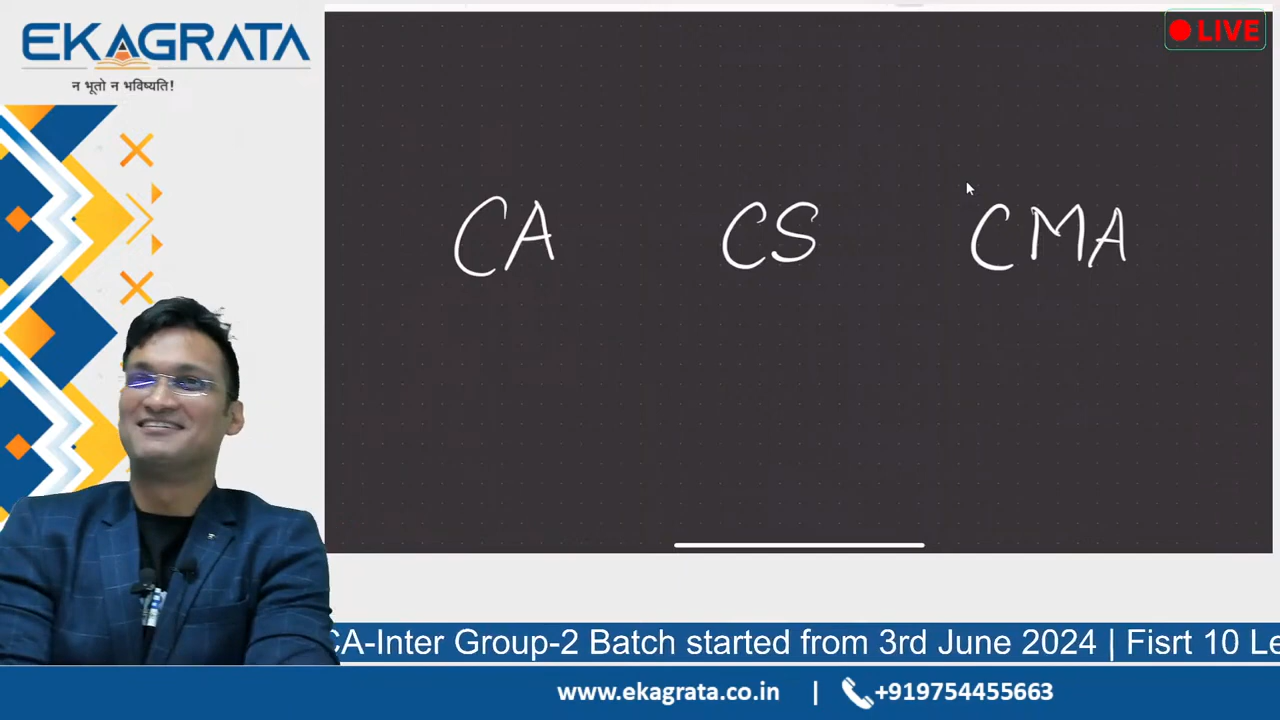 EKAGRATA
न भूतो न भविष्यति!
LIVE
CA CS CMA
CA-Inter Group-2 Batch started from 3rd June 2024 | Fisrt 10 Le
www.ekagrata.co.in | +919754455663